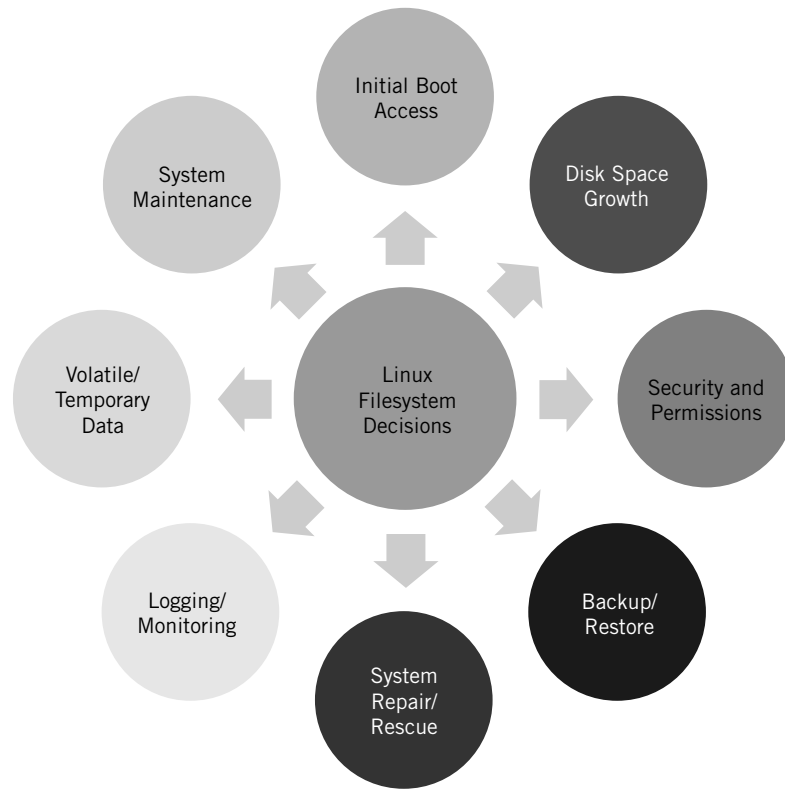 Initial Boot
Access
Disk Space
Growth
Security and
Permissions
Backup/
Restore
System
Repair/
Rescue
Logging/
Monitoring
Volatile/
Temporary
Data
System
Maintenance
Linux
Filesystem
Decisions